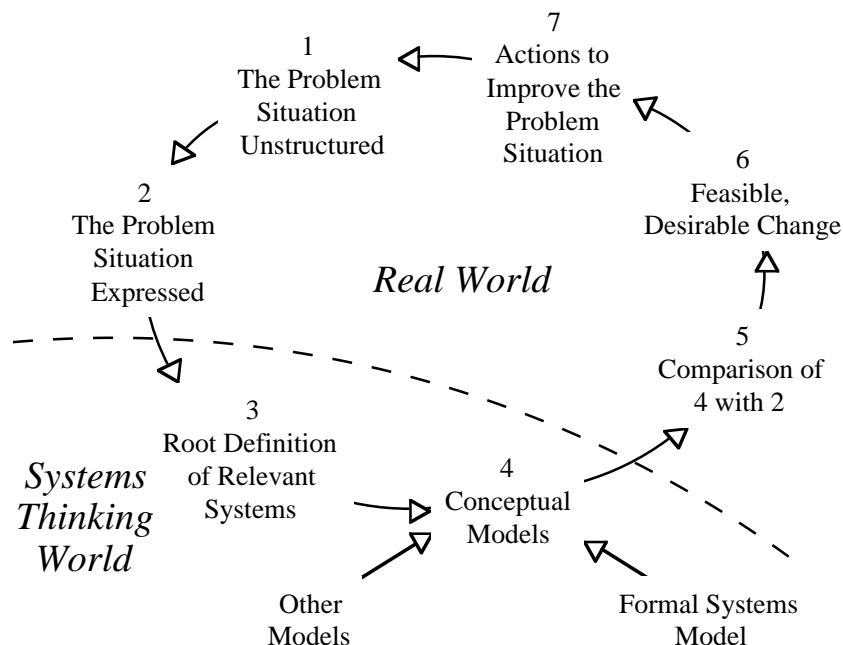 1
The Problem
Situation
Unstructured
2
The Problem
Situation
Expressed
3
Root Definition
of Relevant
Systems
4
Conceptual
Models
5
Comparison of
4 with 2
6
Feasible,
Desirable Change
7
Actions to
Improve the
Problem
Situation
Real World
Systems
Thinking
World
Other
Models
Formal Systems
Model